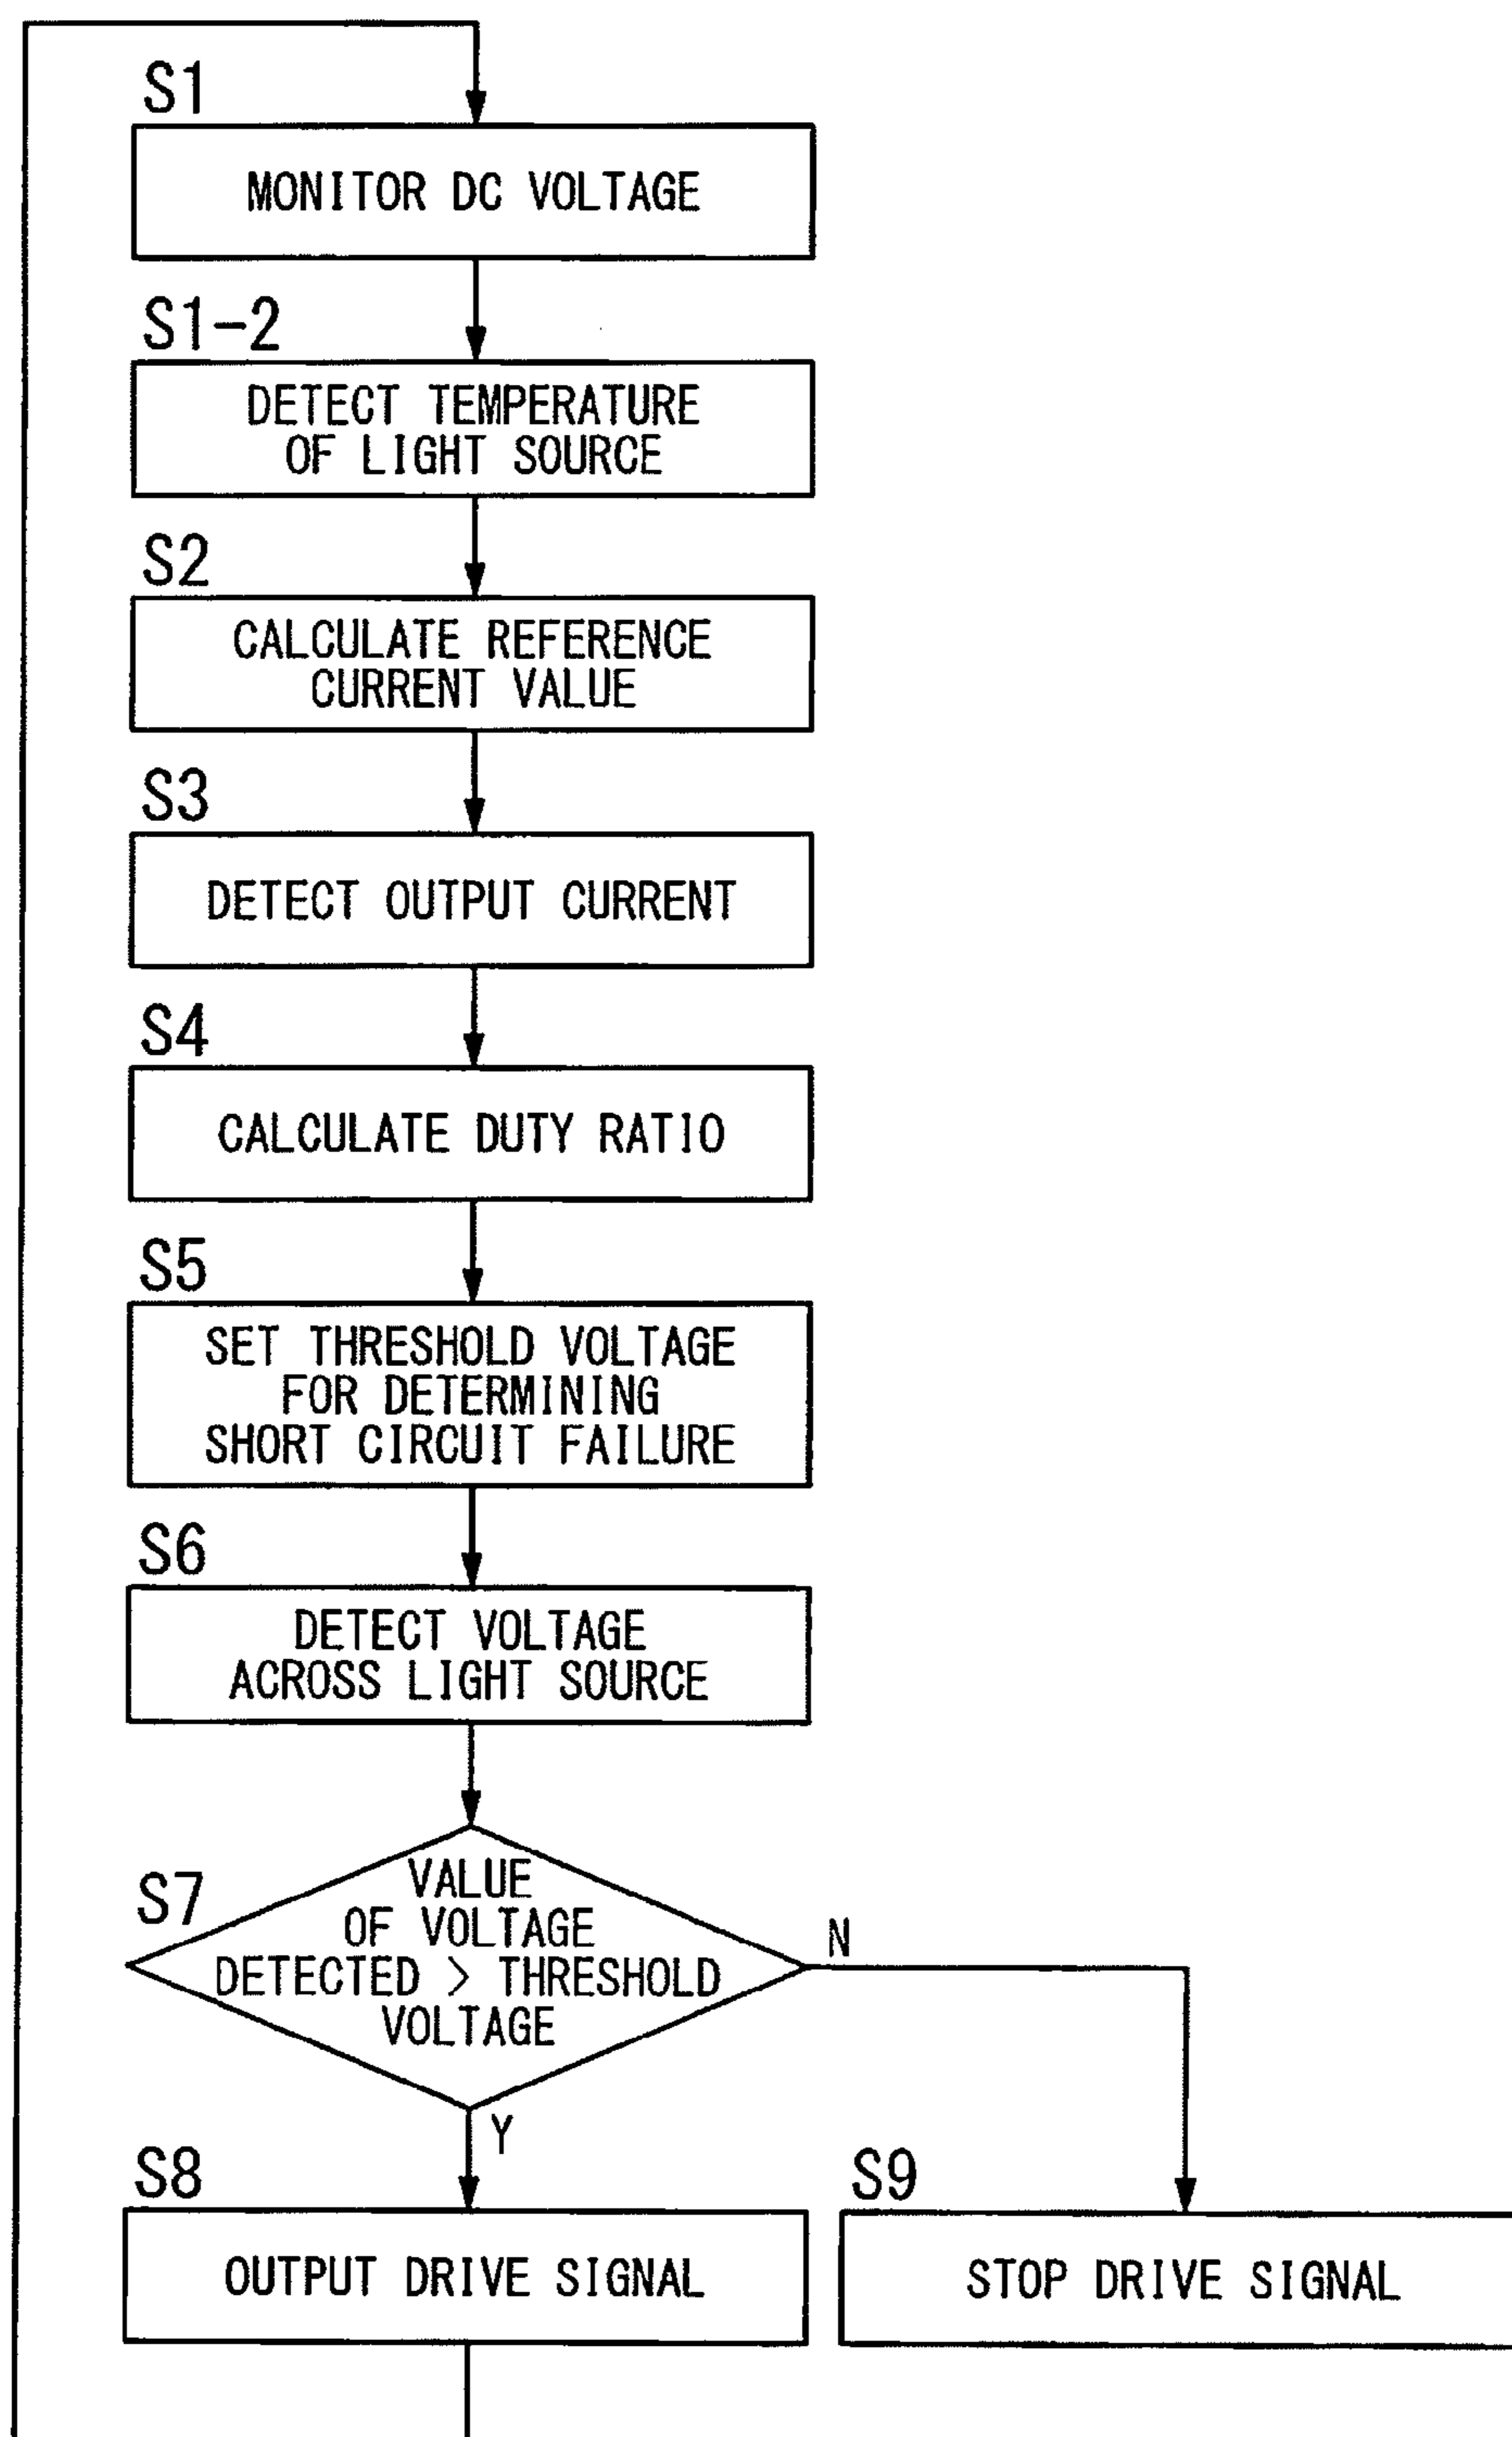 S1
MONITOR DC VOLTAGE
S1-2
DETECT TEMPERATURE
OF LIGHT SOURCE
S2
CALCULATE REFERENCE
CURRENT VALUE
S3
DETECT OUTPUT CURRENT
S4
CALCULATE DUTY RATIO
S5
SET THRESHOLD VOLTAGE
FOR DETERMINING
SHORT CIRCUIT FAILURE
S6
DETECT VOLTAGE
ACROSS LIGHT SOURCE
S7
VALUE
OF VOLTAGE
DETECTED > THRESHOLD
VOLTAGE
N
Y
S8
OUTPUT DRIVE SIGNAL
S9
STOP DRIVE SIGNAL